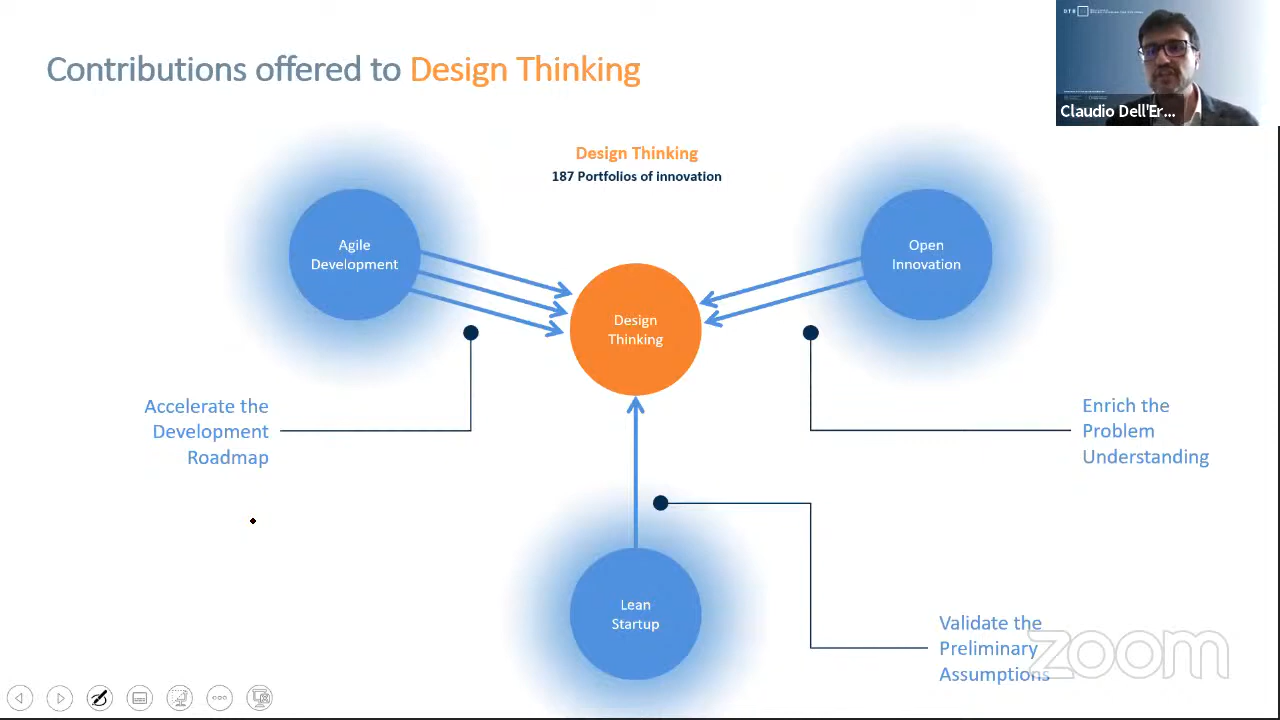 Contributions offered to Design Thinking
Claudio Dell'Er...
Design Thinking
187 Portfolios of innovation
Agile
Development
Open
Innovation
Design
Thinking
Accelerate the
Development
Roadmap
Enrich the
Problem
Understanding
Lean
Startup
Validate the
Preliminary
Assumptions
zoom